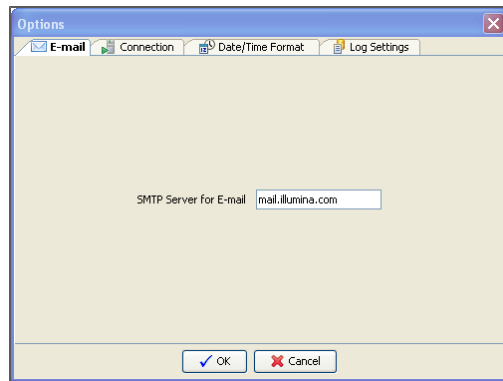 Options
E-mail Connection Date/Time Format Log Settings
SMTP Server for E-mail mail.illumina.com
OK Cancel